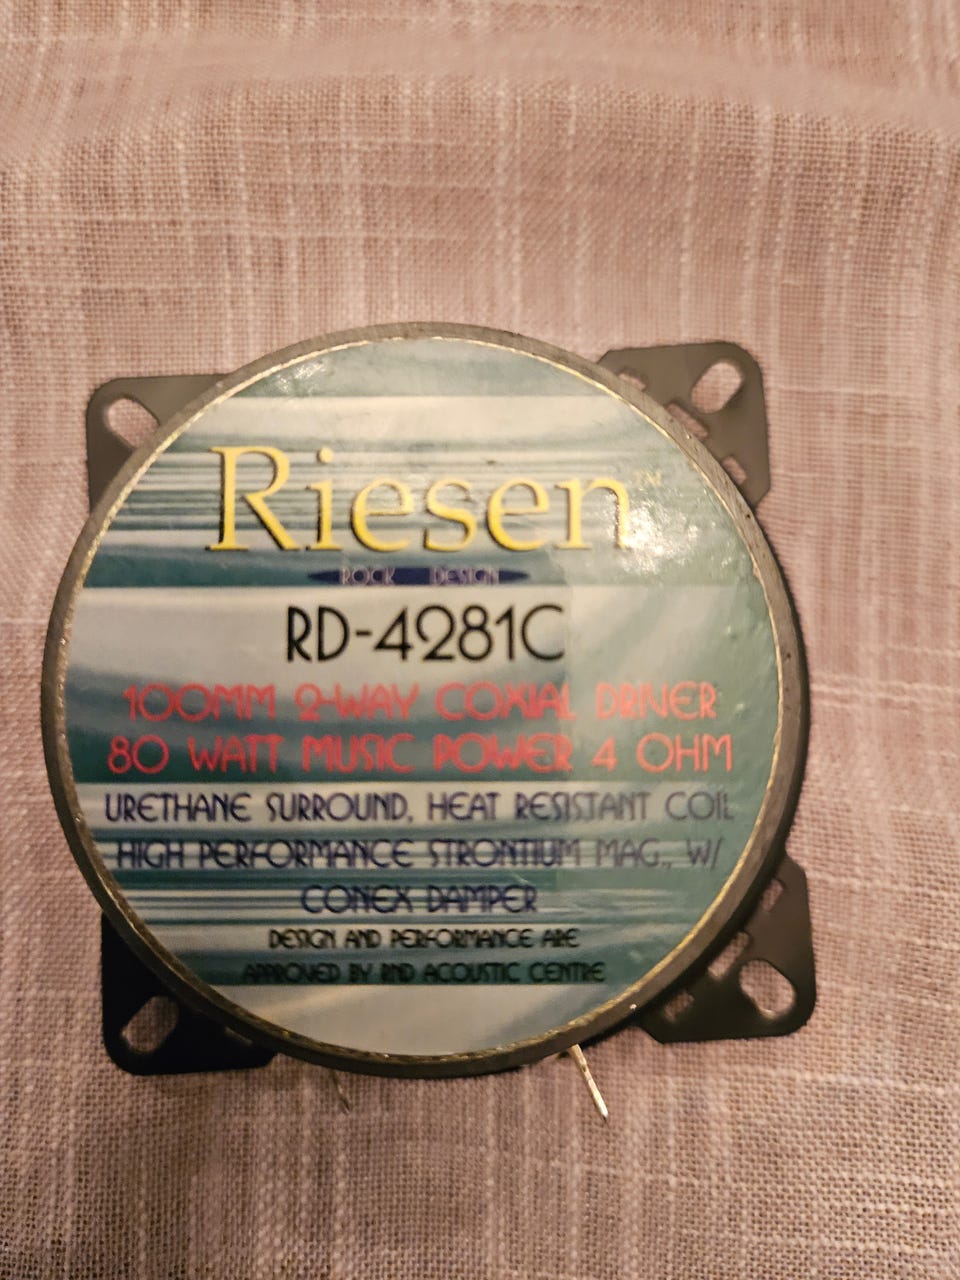 Riesen™
ROCK DESIGN
RD-4281C
100MM 2-WAY COXIAL DRIVER
80 WATT MUSIC POWER 4 OHM
URETHANE SURROUND, HEAT RESISTANT COIL
HIGH PERFORMANCE STRONTIUM MAG., W/
CONEX DAMPER
DESIGN AND PERFORMANCE ARE
APPROVED BY RND ACOUSTIC CENTRE